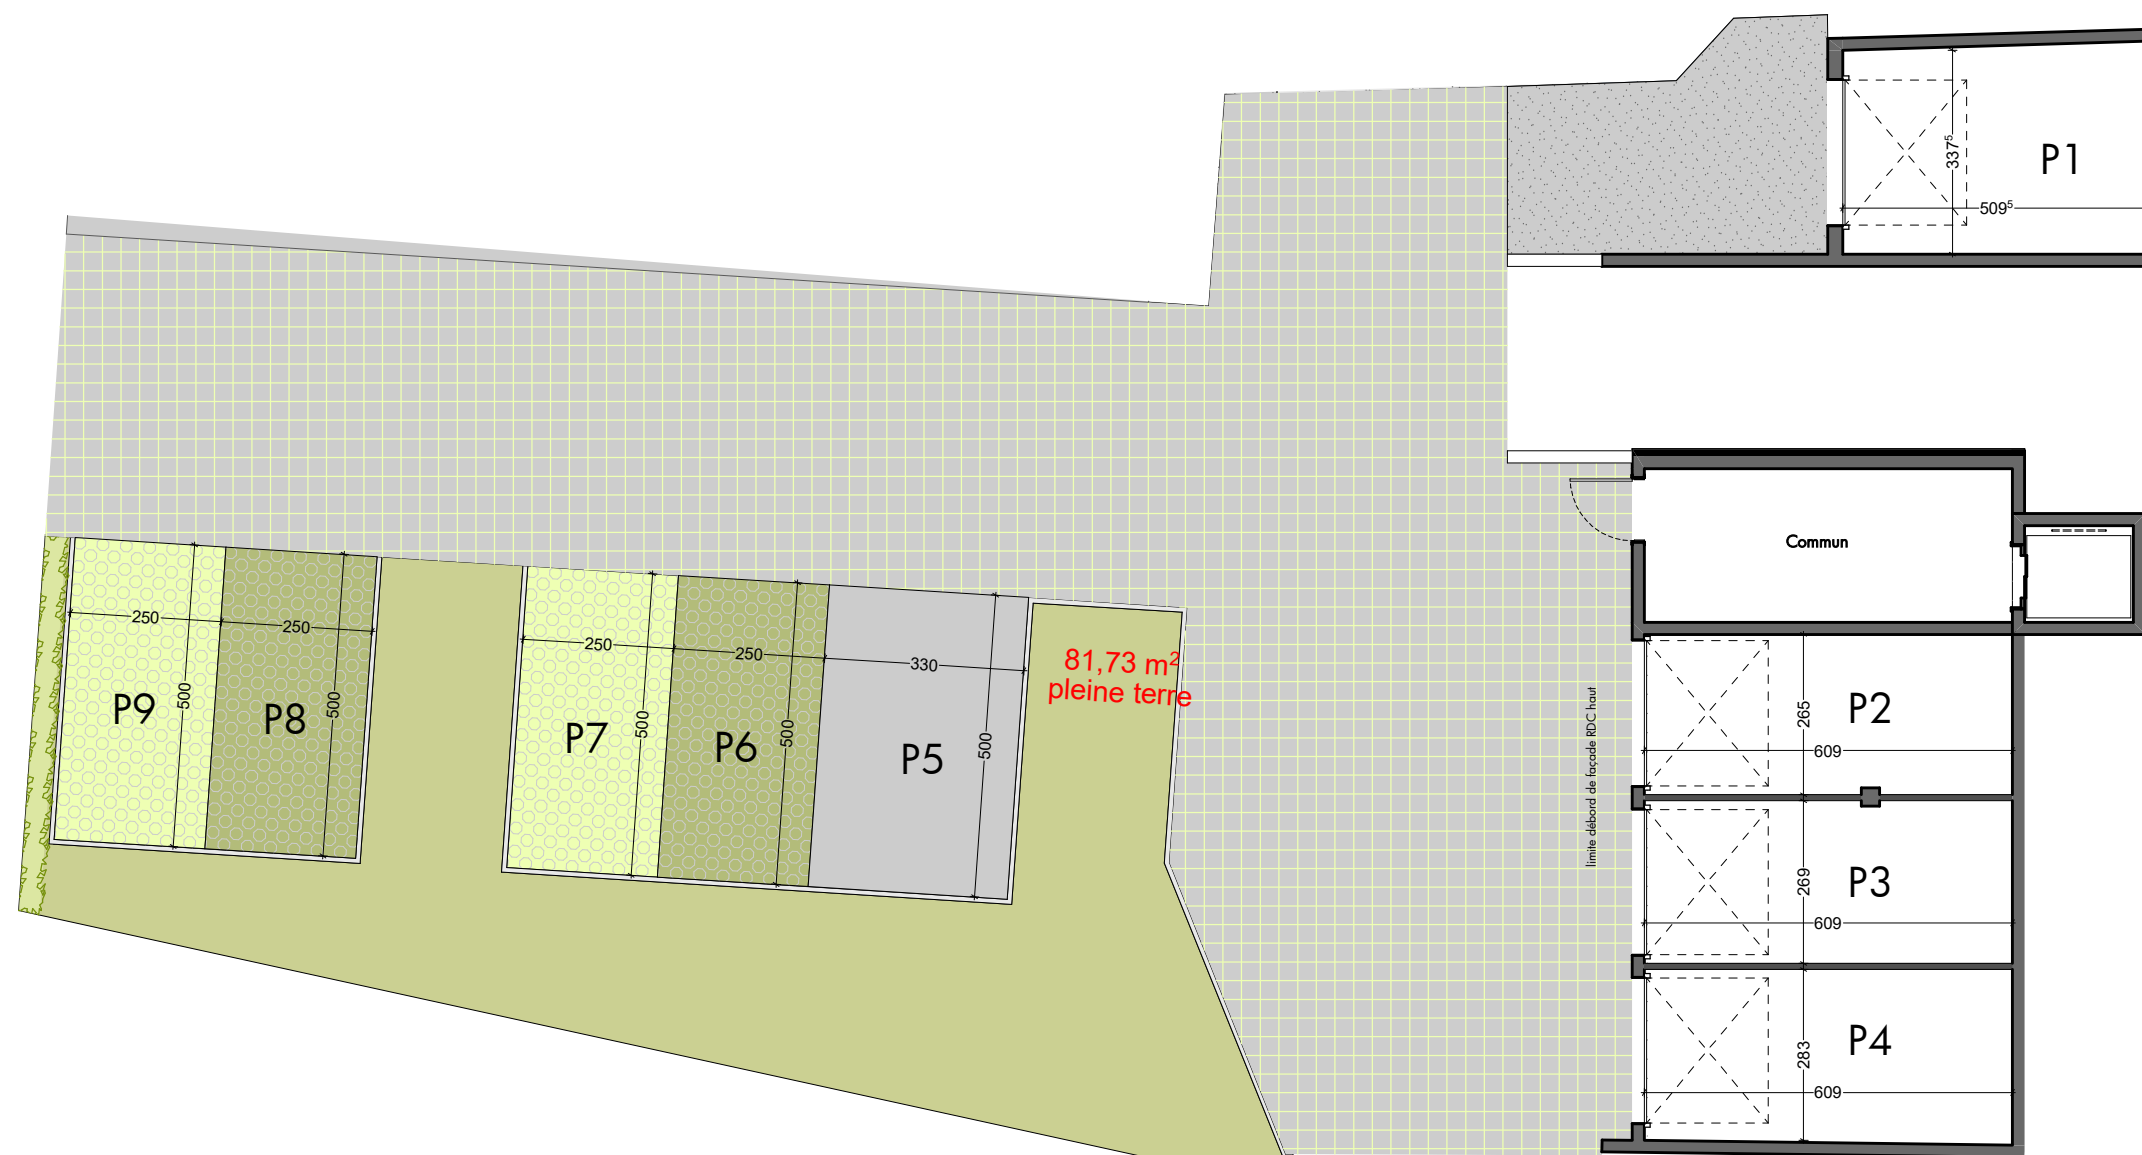 P1
337⁵
509⁵
Commun
250
250
500
500
P9
P8
250
250
330
500
500
500
P7
P6
P5
81,73 m²
pleine terre
limite débord de façade RDC haut
P2
265
609
P3
269
609
P4
283
609